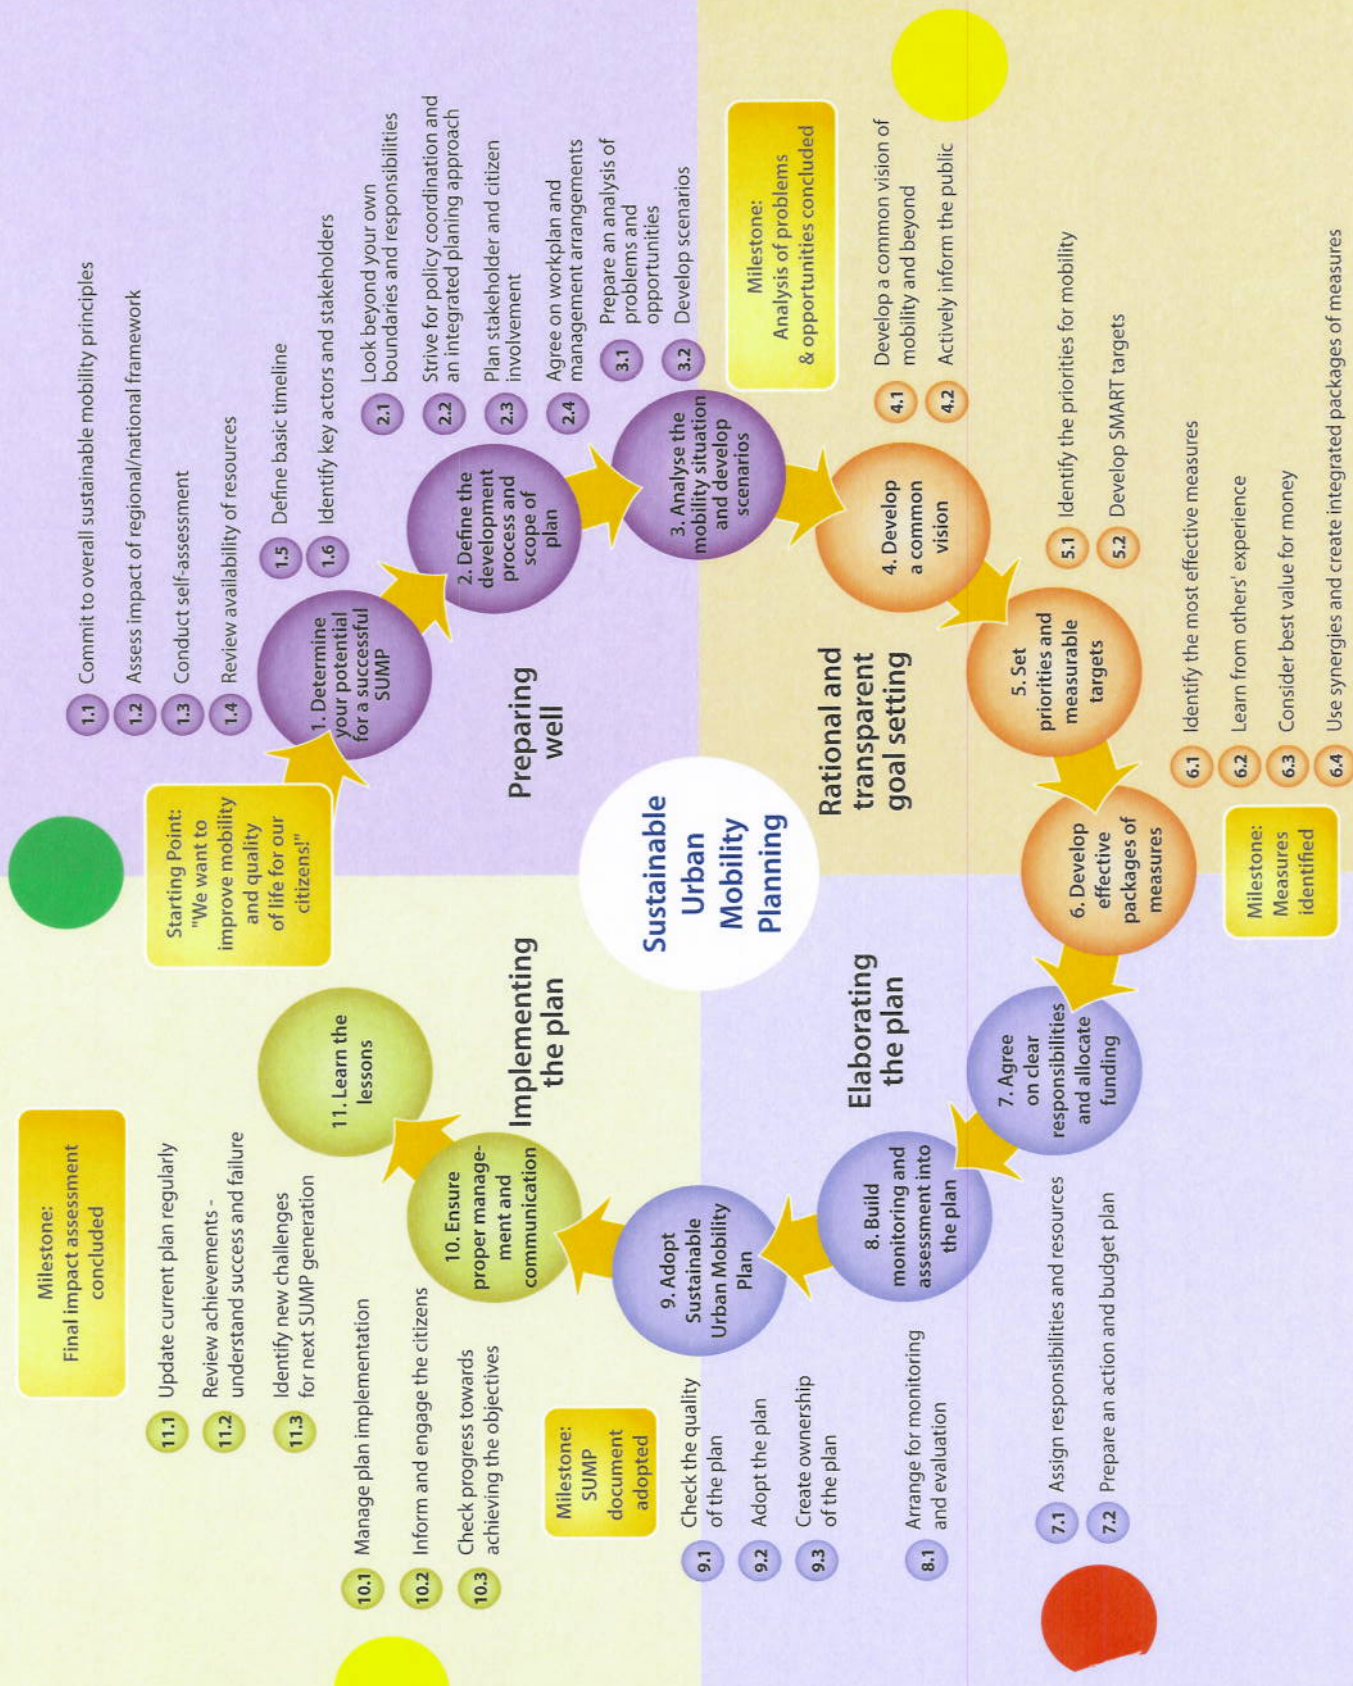 Starting Point:
"We want to
improve mobility
and quality
of life for our
citizens!"
Sustainable
Urban
Mobility
Planning
Preparing
well
1. Determine
your potential
for a successful
SUMP
1.1 Commit to overall sustainable mobility principles
1.2 Assess impact of regional/national framework
1.3 Conduct self-assessment
1.4 Review availability of resources
1.5 Define basic timeline
1.6 Identify key actors and stakeholders
2. Define the
development
process and
scope of
plan
2.1 Look beyond your own
boundaries and responsibilities
2.2 Strive for policy coordination and
an integrated planing approach
2.3 Plan stakeholder and citizen
involvement
2.4 Agree on workplan and
management arrangements
3. Analyse the
mobility situation
and develop
scenarios
3.1 Prepare an analysis of
problems and
opportunities
3.2 Develop scenarios
Milestone:
Analysis of problems
& opportunities concluded
Rational and
transparent
goal setting
4. Develop
a common
vision
4.1 Develop a common vision of
mobility and beyond
4.2 Actively inform the public
5. Set
priorities and
measurable
targets
5.1 Identify the priorities for mobility
5.2 Develop SMART targets
6. Develop
effective
packages of
measures
6.1 Identify the most effective measures
6.2 Learn from others' experience
6.3 Consider best value for money
6.4 Use synergies and create integrated packages of measures
Milestone:
Measures
identified
Elaborating
the plan
7. Agree
on clear
responsibilities
and allocate
funding
7.1 Assign responsibilities and resources
7.2 Prepare an action and budget plan
8. Build
monitoring and
assessment into
the plan
8.1 Arrange for monitoring
and evaluation
9. Adopt
Sustainable
Urban Mobility
Plan
9.1 Check the quality
of the plan
9.2 Adopt the plan
9.3 Create ownership
of the plan
Milestone:
SUMP
document
adopted
Implementing
the plan
10. Ensure
proper manage-
ment and
communication
10.1 Manage plan implementation
10.2 Inform and engage the citizens
10.3 Check progress towards
achieving the objectives
11. Learn the
lessons
11.1 Update current plan regularly
11.2 Review achievements -
understand success and failure
11.3 Identify new challenges
for next SUMP generation
Milestone:
Final impact assessment
concluded